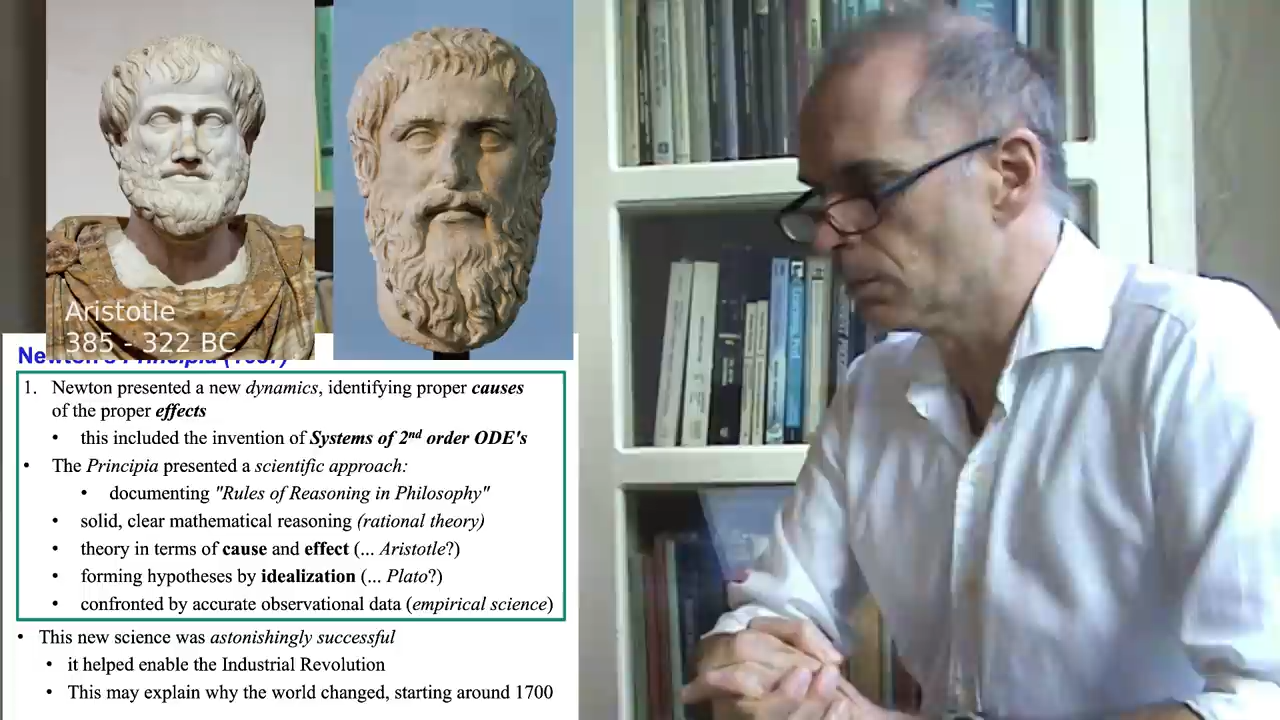 Aristotle
385 - 322 BC
Newton's Principia (1687)
1. Newton presented a new dynamics, identifying proper causes
of the proper effects
• this included the invention of Systems of 2nd order ODE's
• The Principia presented a scientific approach:
• documenting "Rules of Reasoning in Philosophy"
• solid, clear mathematical reasoning (rational theory)
• theory in terms of cause and effect (... Aristotle?)
• forming hypotheses by idealization (... Plato?)
• confronted by accurate observational data (empirical science)
• This new science was astonishingly successful
• it helped enable the Industrial Revolution
• This may explain why the world changed, starting around 1700